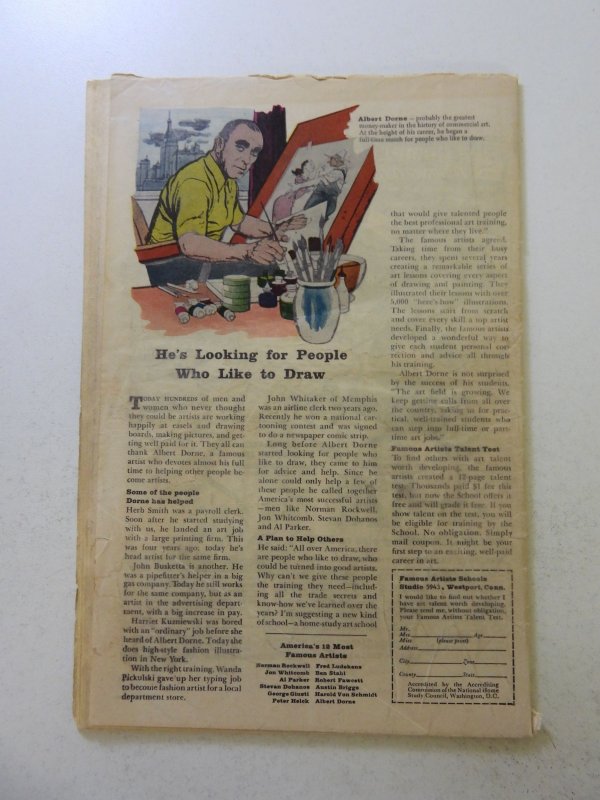 Albert Dorne — probably the greatest
money-maker in the history of commercial art.
At the height of his career, he began a
full-time search for people who like to draw.
He's Looking for People
Who Like to Draw
TODAY HUNDREDS of men and
women who never thought
they could be artists are working
happily at easels and drawing
boards, making pictures, and get-
ting well paid for it. They all can
thank Albert Dorne, a famous
artist who devotes almost his full
time to helping other people be-
come artists.
Some of the people
Dorne has helped
Herb Smith was a payroll clerk.
Soon after he started studying
with us, he landed an art job
with a large printing firm. This
was four years ago; today he's
head artist for the same firm.
John Busketta is another. He
was a pipefitter's helper in a big
gas company. Today he still works
for the same company, but as an
artist in the advertising depart-
ment, with a big increase in pay.
Harriet Kuzniewski was bored
with an "ordinary" job before she
heard of Albert Dorne. Today she
does high-style fashion illustra-
tion in New York.
With the right training, Wanda
Pickulski gave up her typing job
to become fashion artist for a local
department store.
John Whitaker of Memphis
was an airline clerk two years ago.
Recently he won a national car-
tooning contest and was signed
to do a newspaper comic strip.
Long before Albert Dorne
started looking for people who
like to draw, they came to him
for advice and help. Since he
alone could only help a few of
these people he called together
America's most successful artists
—men like Norman Rockwell,
Jon Whitcomb, Stevan Dohanos
and Al Parker.
A Plan to Help Others
He said: "All over America, there
are people who like to draw, who
could be turned into good artists.
Why can't we give these people
the training they need—includ-
ing all the trade secrets and
know-how we've learned over the
years? I'm suggesting a new kind
of school—a home-study art school
America's 12 Most
Famous Artists
Norman Rockwell Fred Ludekens
Jon Whitcomb Ben Stahl
Al Parker Robert Fawcett
Stevan Dohanos Austin Briggs
George Giusti Harold Von Schmidt
Peter Helck Albert Dorne
that would give talented people
the best professional art training,
no matter where they live."
The famous artists agreed.
Taking time from their busy
careers, they spent several years
creating a remarkable series of
art lessons covering every aspect
of drawing and painting. They
illustrated their lessons with over
5,000 "here's-how" illustrations.
The lessons start from scratch
and cover every skill a top artist
needs. Finally, the famous artists
developed a wonderful way to
give each student personal cor-
rection and advice all through
his training.
Albert Dorne is not surprised
by the success of his students.
"The art field is growing. We
keep getting calls from all over
the country, asking us for prac-
tical, well-trained students who
can step into full-time or part-
time art jobs."
Famous Artists Talent Test
To find others with art talent
worth developing, the famous
artists created a 12-page talent
test. Thousands paid $1 for this
test, but now the School offers it
free and will grade it free. If you
show talent on the test, you will
be eligible for training by the
School. No obligation. Simply
mail coupon. It might be your
first step to an exciting, well-paid
career in art.
Famous Artists Schools
Studio 5945, Westport, Conn.
I would like to find out whether I
have art talent worth developing.
Please send me, without obligation,
your Famous Artists Talent Test.
Mr.
Mrs. Age
Miss (please print)
Address
City Zone
County State
Accredited by the Accrediting
Commission of the National Home
Study Council, Washington, D.C.